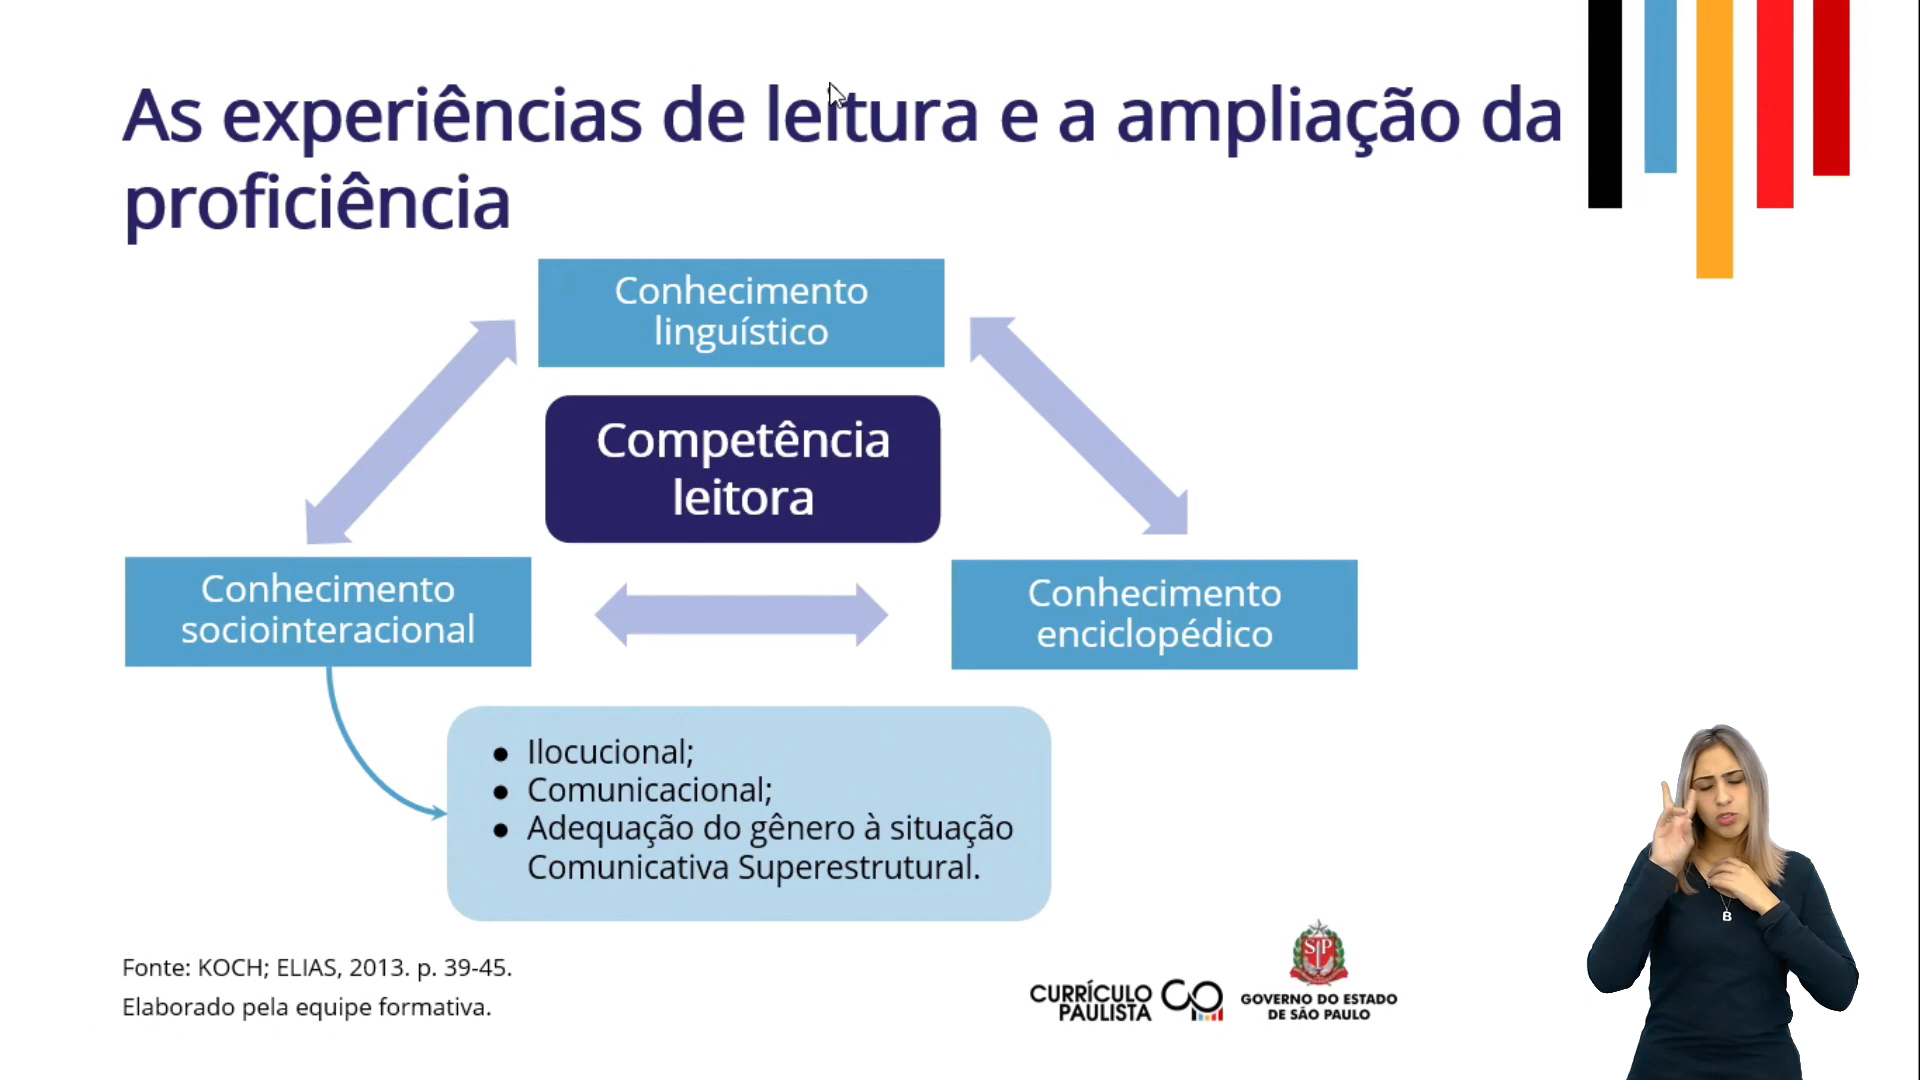 As experiências de leitura e a ampliação da
proficiência
Conhecimento
linguístico
Competência
leitora
Conhecimento
sociointeracional
Conhecimento
enciclopédico
● Ilocucional;
● Comunicacional;
● Adequação do gênero à situação
Comunicativa Superestrutural.
Fonte: KOCH; ELIAS, 2013. p. 39-45.
Elaborado pela equipe formativa.
CURRÍCULO
PAULISTA
SP
GOVERNO DO ESTADO
DE SÃO PAULO
B